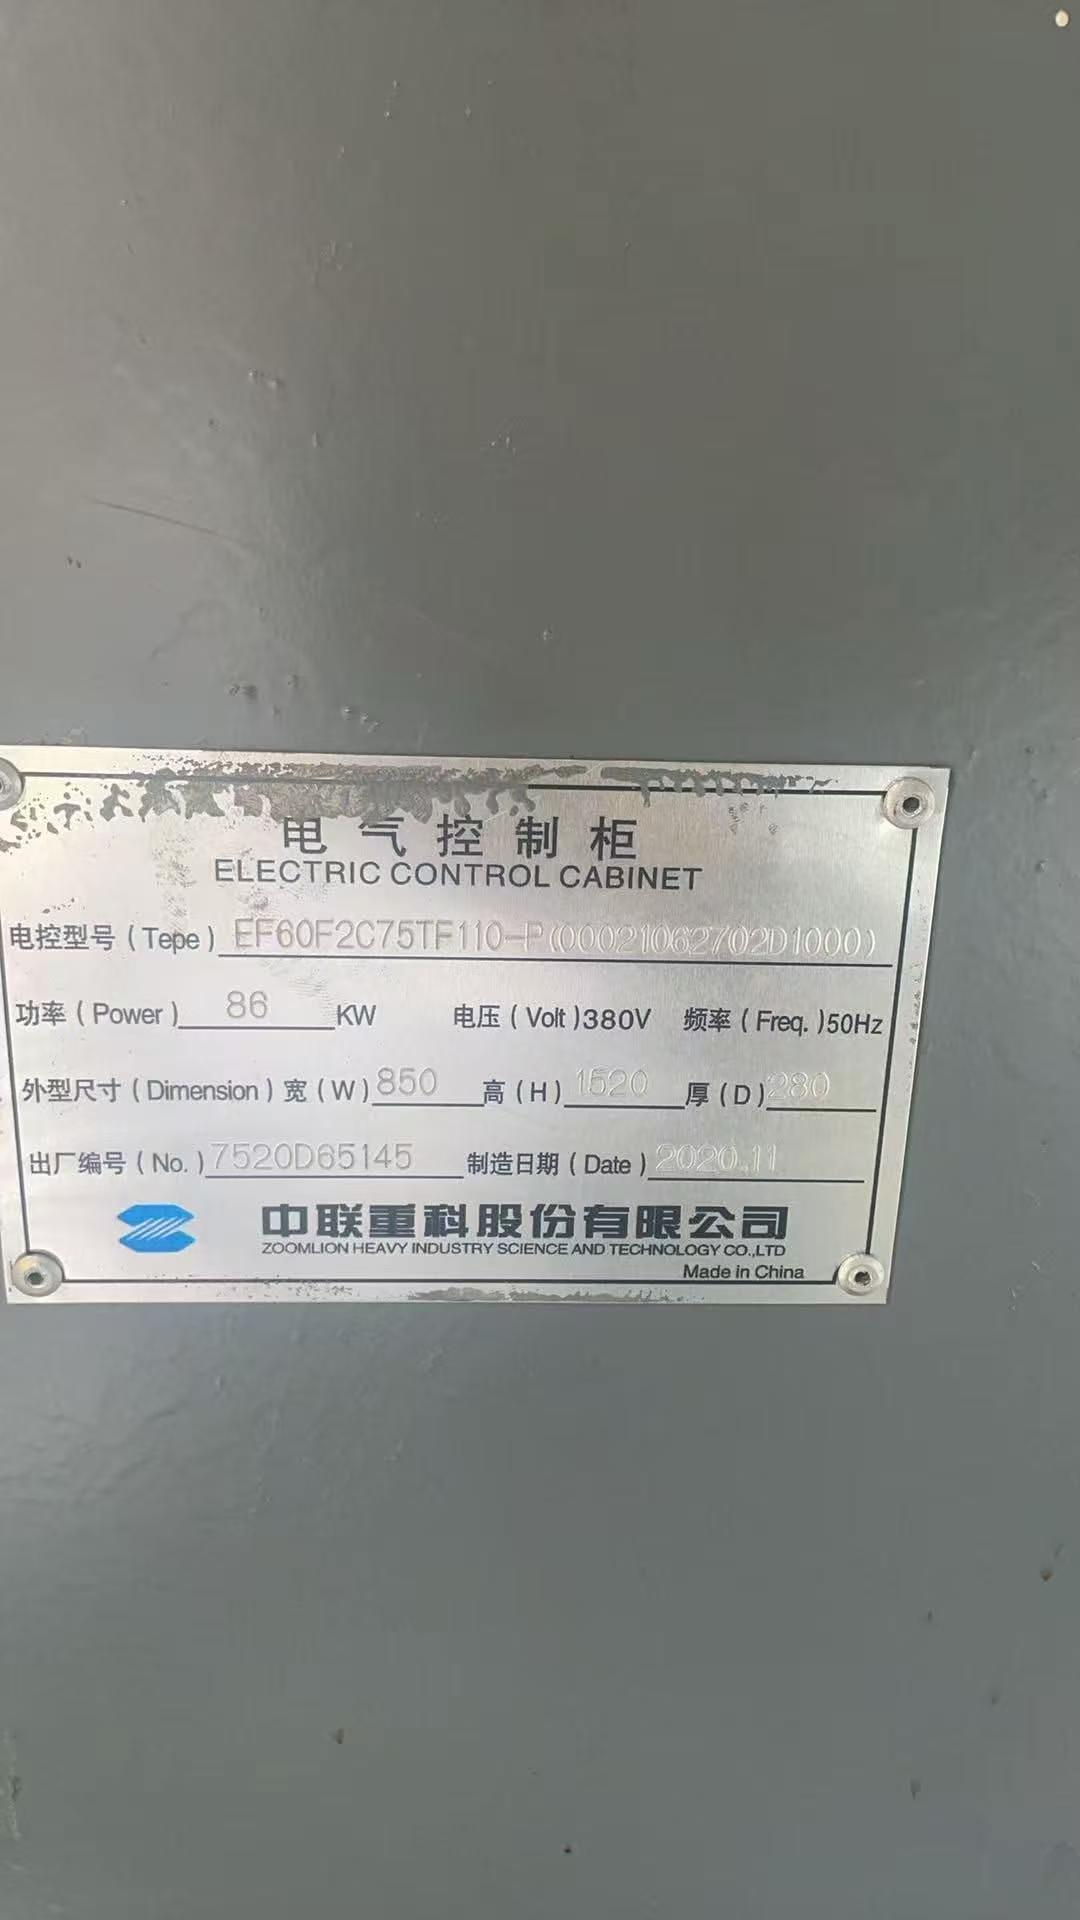 电气控制柜
ELECTRIC CONTROL CABINET
电控型号(Tepe) EF60F2C75TF110-P(00021062702D1000)
功率(Power) 86 KW 电压(Volt)380V 频率(Freq.)50Hz
外型尺寸(Dimension)宽(W)850 高(H)1520 厚(D)280
出厂编号(No.)7520D65145 制造日期(Date)2020.11
中联重科股份有限公司
ZOOMLION HEAVY INDUSTRY SCIENCE AND TECHNOLOGY CO.,LTD
Made in China